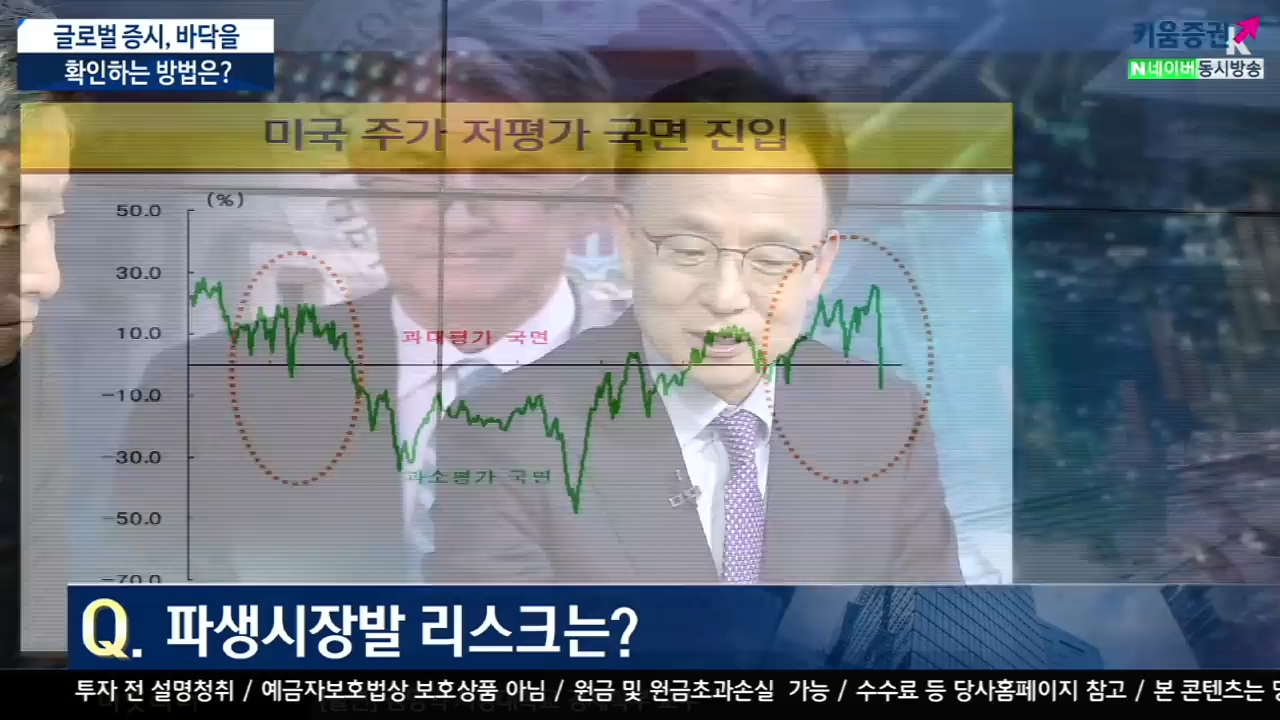 글로벌 증시, 바닥을
확인하는 방법은?
키움증권
K
N 네이버 동시방송
미국 주가 저평가 국면 진입
(%)
50.0
30.0
10.0
과대평가 국면
-10.0
-30.0
과소평가 국면
-50.0
-70.0
Q. 파생시장발 리스크는?
투자 전 설명청취 / 예금자보호법상 보호상품 아님 / 원금 및 원금초과손실 가능 / 수수료 등 당사홈페이지 참고 / 본 콘텐츠는